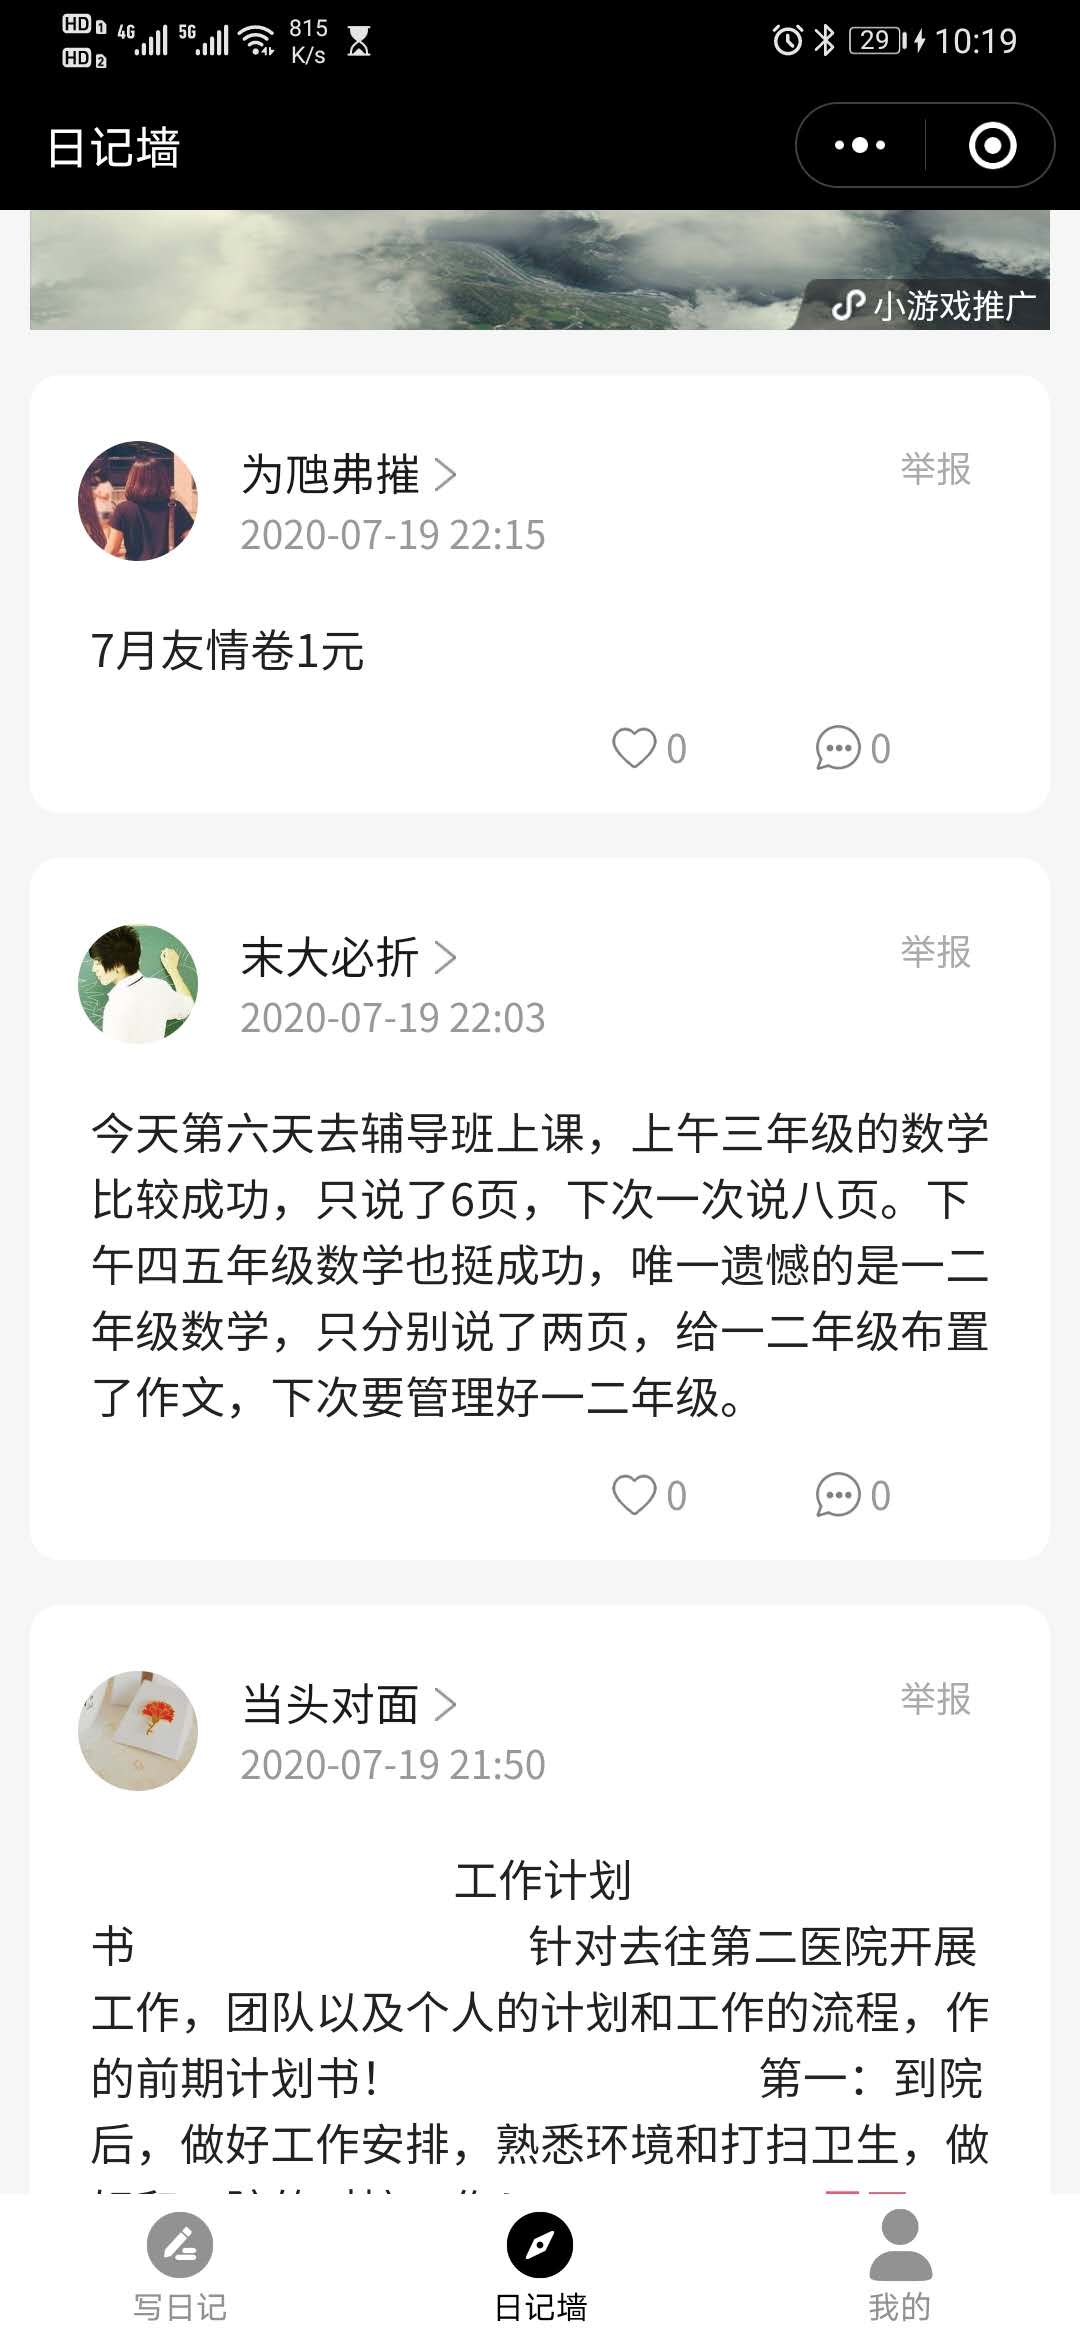 HD 1 4G 5G 815 K/s 29 10:19
HD 2
日记墙
小游戏推广
为虺弗摧
举报
2020-07-19 22:15
7月友情卷1元
0 0
末大必折
举报
2020-07-19 22:03
今天第六天去辅导班上课，上午三年级的数学
比较成功，只说了6页，下次一次说八页。下
午四五年级数学也挺成功，唯一遗憾的是一二
年级数学，只分别说了两页，给一二年级布置
了作文，下次要管理好一二年级。
0 0
当头对面
举报
2020-07-19 21:50
工作计划
书 针对去往第二医院开展
工作，团队以及个人的计划和工作的流程，作
的前期计划书！ 第一：到院
后，做好工作安排，熟悉环境和打扫卫生，做
写日记 日记墙 我的